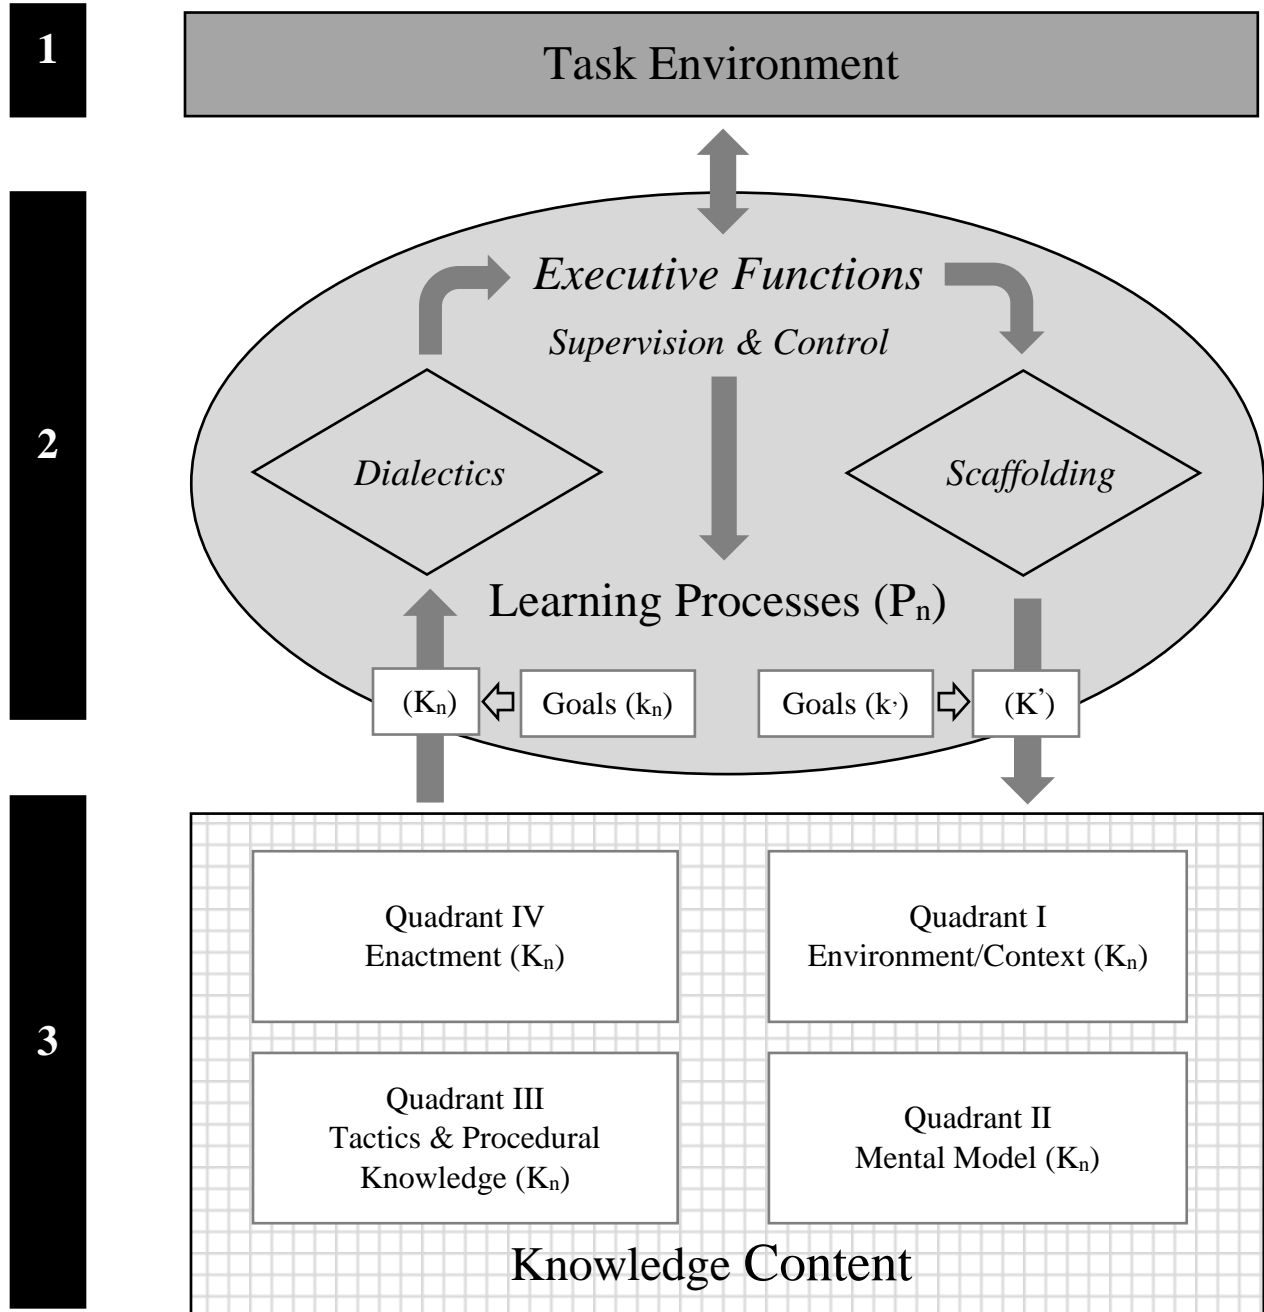 1
Task Environment
2
Executive Functions
Supervision & Control
Dialectics
Scaffolding
Learning Processes (Pn)
(Kn)
Goals (kn)
Goals (k’)
(K’)
3
Quadrant IV
Enactment (Kn)
Quadrant I
Environment/Context (Kn)
Quadrant III
Tactics & Procedural
Knowledge (Kn)
Quadrant II
Mental Model (Kn)
Knowledge Content